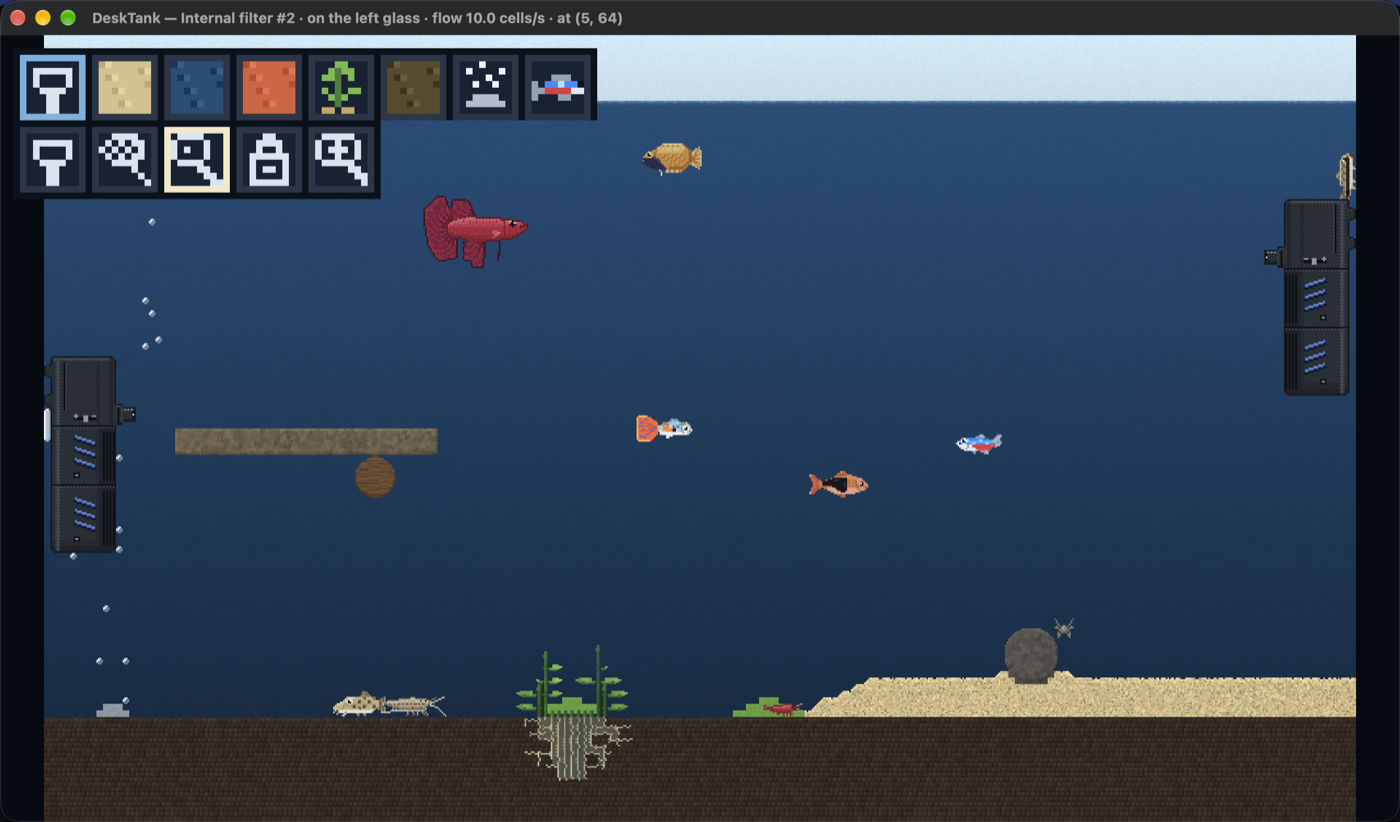 DeskTank — Internal filter #2 · on the left glass · flow 10.0 cells/s · at (5, 64)